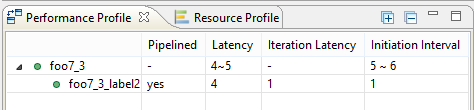 Performance Profile Resource Profile
Pipelined Latency Iteration Latency Initiation Interval
foo7_3 - 4~5 - 5 ~ 6
foo7_3_label2 yes 4 1 1